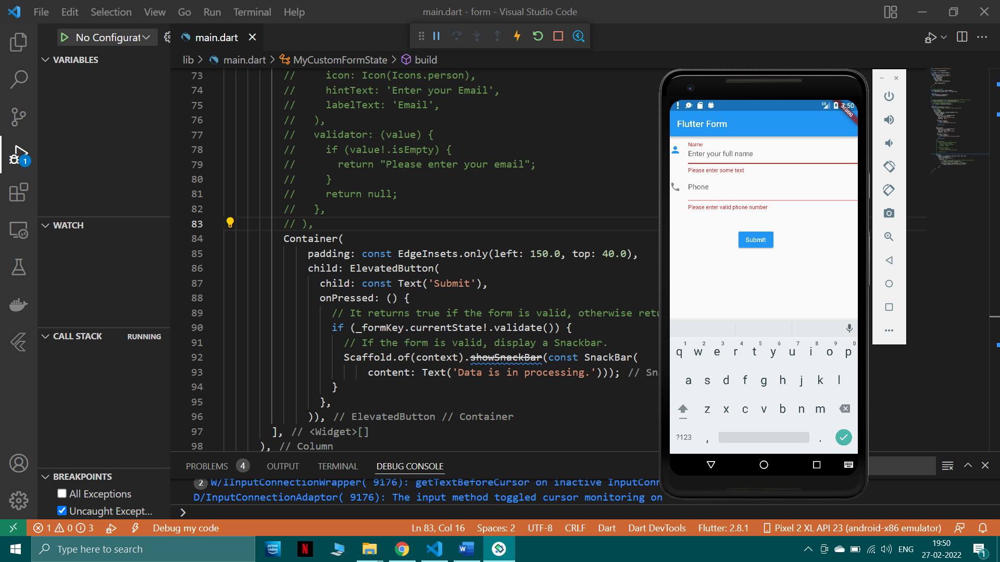 File Edit Selection View Go Run Terminal Help
main.dart - form - Visual Studio Code
No Configurat
main.dart
VARIABLES
WATCH
CALL STACK RUNNING
BREAKPOINTS
All Exceptions
Uncaught Except...
1
lib > main.dart > MyCustomFormState > build
73 // icon: Icon(Icons.person),
74 // hintText: 'Enter your Email',
75 // labelText: 'Email',
76 // ),
77 // validator: (value) {
78 // if (value!.isEmpty) {
79 // return "Please enter your email";
80 // }
81 // return null;
82 // },
83 // ),
84 Container(
85 padding: const EdgeInsets.only(left: 150.0, top: 40.0),
86 child: ElevatedButton(
87 child: const Text('Submit'),
88 onPressed: () {
89 // It returns true if the form is valid, otherwise retu
90 if (_formKey.currentState!.validate()) {
91 // If the form is valid, display a Snackbar.
92 Scaffold.of(context).showSnackBar(const SnackBar(
93 content: Text('Data is in processing.'))); // Sn
94 }
95 },
96 )), // ElevatedButton // Container
97 ], // <Widget>[]
98 ), // Column
LTE 7:50
DEBUG
Flutter Form
Name
Enter your full name
Please enter some text
Phone
Please enter valid phone number
Submit
1 2 3 4 5 6 7 8 9 0
q w e r t y u i o p
a s d f g h j k l
z x c v b n m
?123 , .
PROBLEMS 4 OUTPUT TERMINAL DEBUG CONSOLE
2 W/IInputConnectionWrapper( 9176): getTextBeforeCursor on inactive InputConn
D/InputConnectionAdaptor( 9176): The input method toggled cursor monitoring on
>
1 0 3 Debug my code
Ln 83, Col 16 Spaces: 2 UTF-8 CRLF Dart Dart DevTools Flutter: 2.8.1 Pixel 2 XL API 23 (android-x86 emulator)
Type here to search
prime video
N
W
ENG
19:50
27-02-2022
1